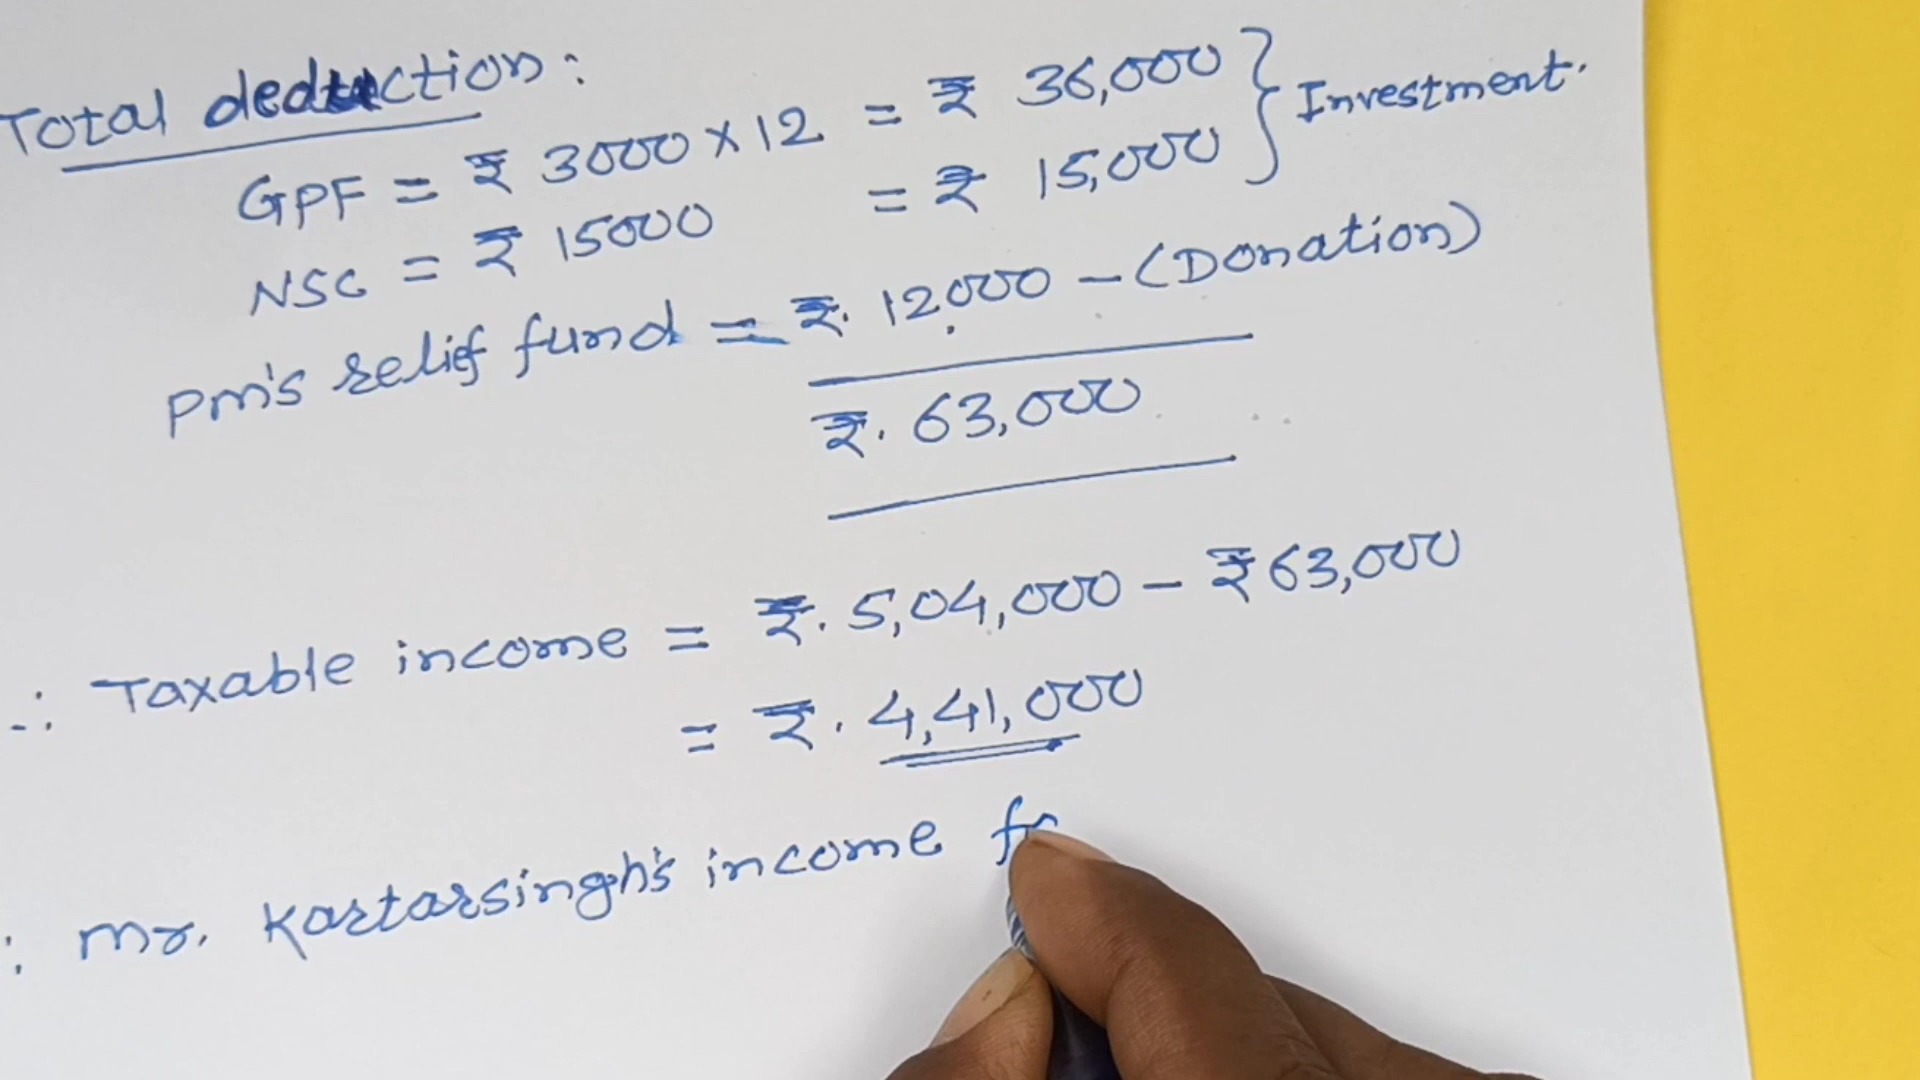 Total deduction:
GPF = ₹ 3000 × 12 = ₹ 36,000 } Investment.
NSC = ₹ 15000 = ₹ 15,000
PM's relief fund = ₹. 12,000 – (Donation)
₹. 63,000
∴ Taxable income = ₹. 5,04,000 – ₹ 63,000
= ₹. 4,41,000
∴ Mr. Kartarsingh's income